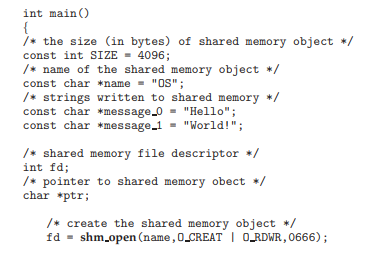 int main()
{
/* the size (in bytes) of shared memory object */
const int SIZE = 4096;
/* name of the shared memory object */
const char *name = "OS";
/* strings written to shared memory */
const char *message_0 = "Hello";
const char *message_1 = "World!";
/* shared memory file descriptor */
int fd;
/* pointer to shared memory obect */
char *ptr;
/* create the shared memory object */
fd = shm_open(name,O_CREAT | O_RDWR,0666);